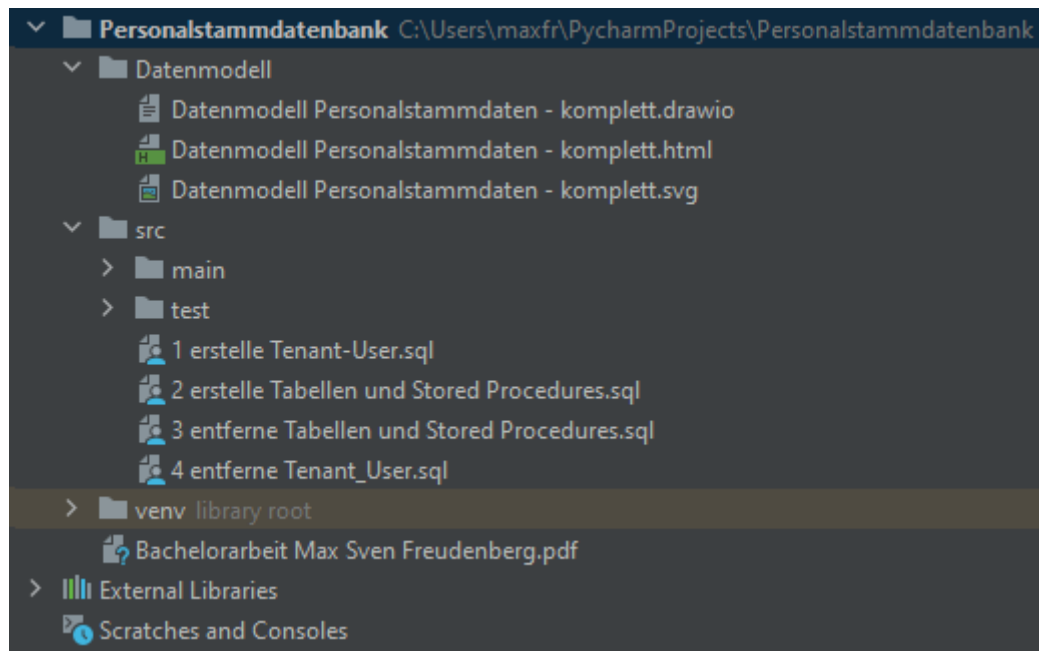 Personalstammdatenbank C:\Users\maxfr\PycharmProjects\Personalstammdatenbank
Datenmodell
Datenmodell Personalstammdaten - komplett.drawio
H Datenmodell Personalstammdaten - komplett.html
Datenmodell Personalstammdaten - komplett.svg
src
main
test
1 erstelle Tenant-User.sql
2 erstelle Tabellen und Stored Procedures.sql
3 entferne Tabellen und Stored Procedures.sql
4 entferne Tenant_User.sql
venv library root
Bachelorarbeit Max Sven Freudenberg.pdf
External Libraries
Scratches and Consoles